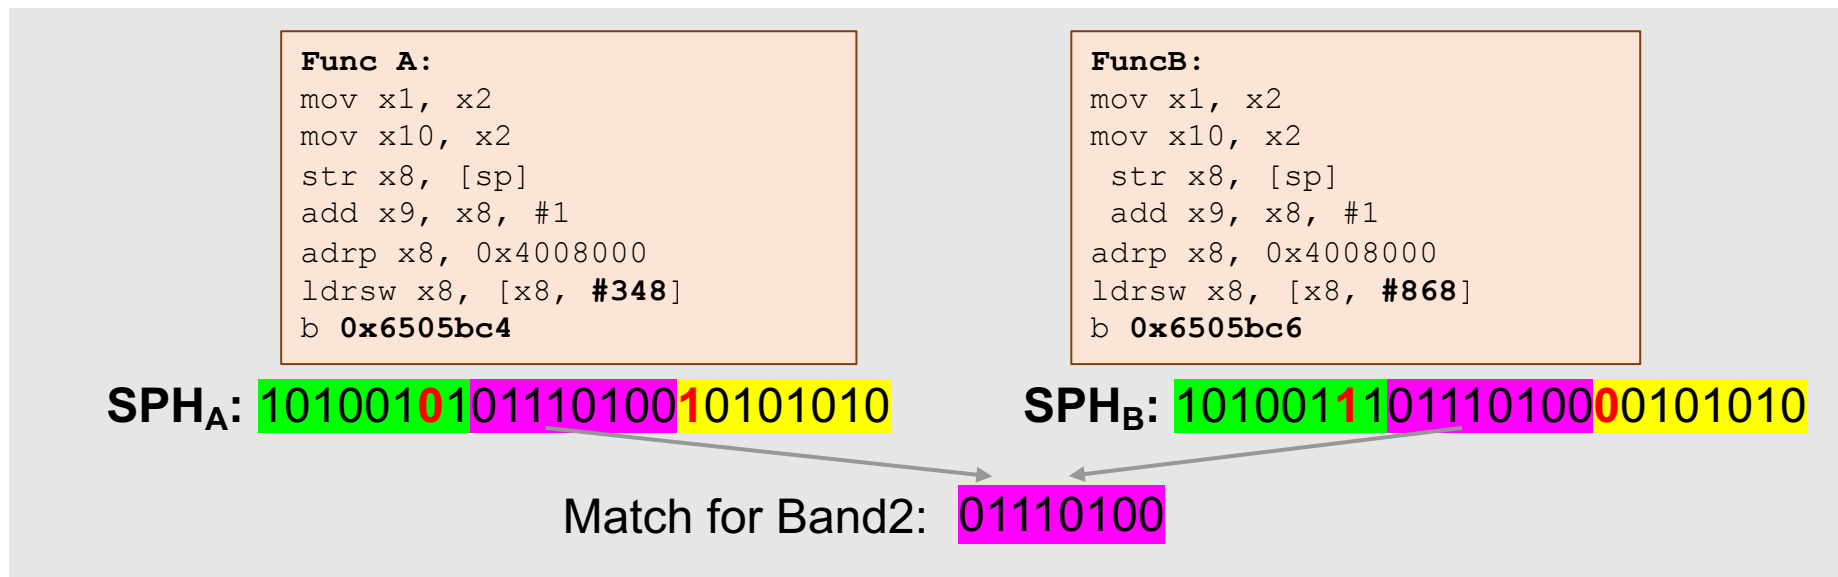 Func A:
mov x1, x2
mov x10, x2
str x8, [sp]
add x9, x8, #1
adrp x8, 0x4008000
ldrsw x8, [x8, #348]
b 0x6505bc4
FuncB:
mov x1, x2
mov x10, x2
str x8, [sp]
add x9, x8, #1
adrp x8, 0x4008000
ldrsw x8, [x8, #868]
b 0x6505bc6
SPHA: 101001010111010010101010
SPHB: 101001110111010000101010
Match for Band2: 01110100